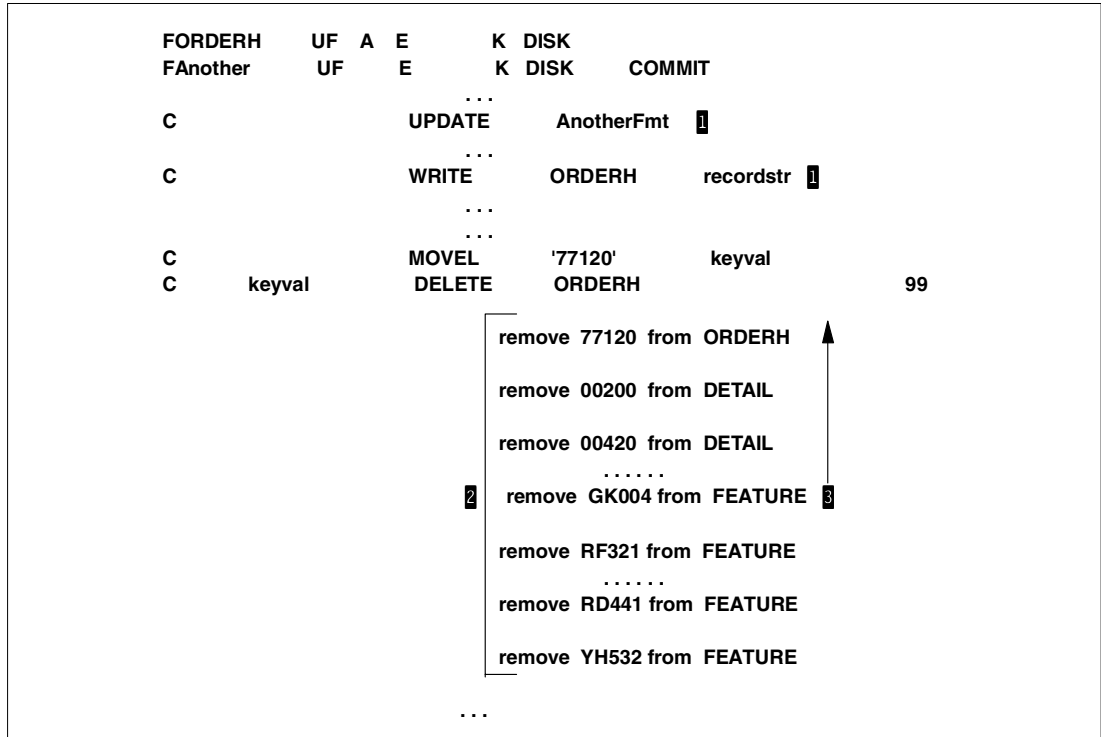 FORDERH UF A E K DISK
FAnother UF E K DISK COMMIT
...
C UPDATE AnotherFmt 1
...
C WRITE ORDERH recordstr 1
...
...
C MOVEL '77120' keyval
C keyval DELETE ORDERH 99
remove 77120 from ORDERH
remove 00200 from DETAIL
remove 00420 from DETAIL
......
2 remove GK004 from FEATURE 3
remove RF321 from FEATURE
......
remove RD441 from FEATURE
remove YH532 from FEATURE
...